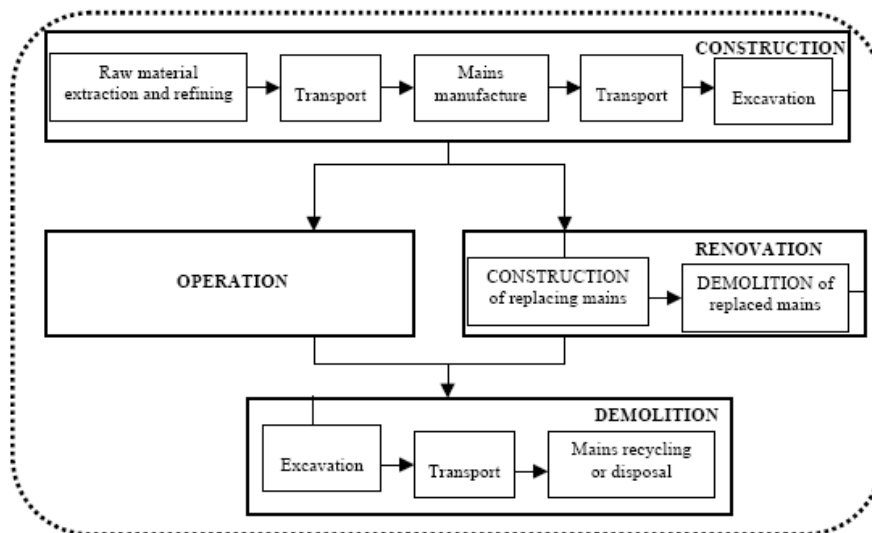 CONSTRUCTION
Raw material
extraction and refining
Transport
Mains
manufacture
Transport
Excavation
OPERATION
RENOVATION
CONSTRUCTION
of replacing mains
DEMOLITION of
replaced mains
DEMOLITION
Excavation
Transport
Mains recycling
or disposal